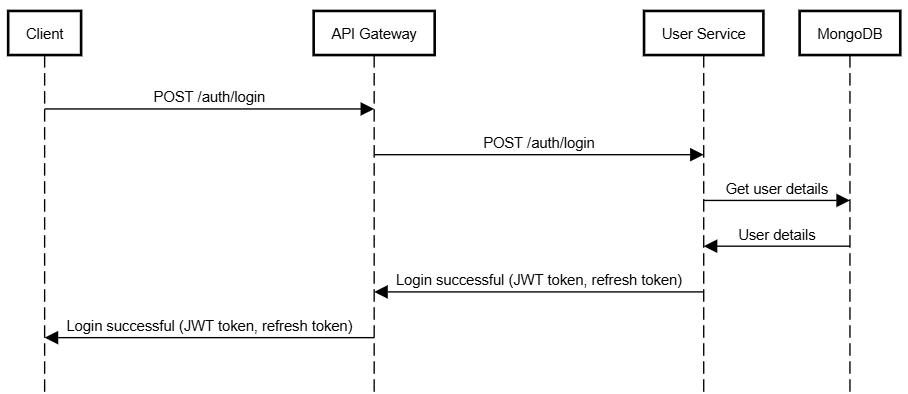 Client
API Gateway
User Service
MongoDB
POST /auth/login
POST /auth/login
Get user details
User details
Login successful (JWT token, refresh token)
Login successful (JWT token, refresh token)